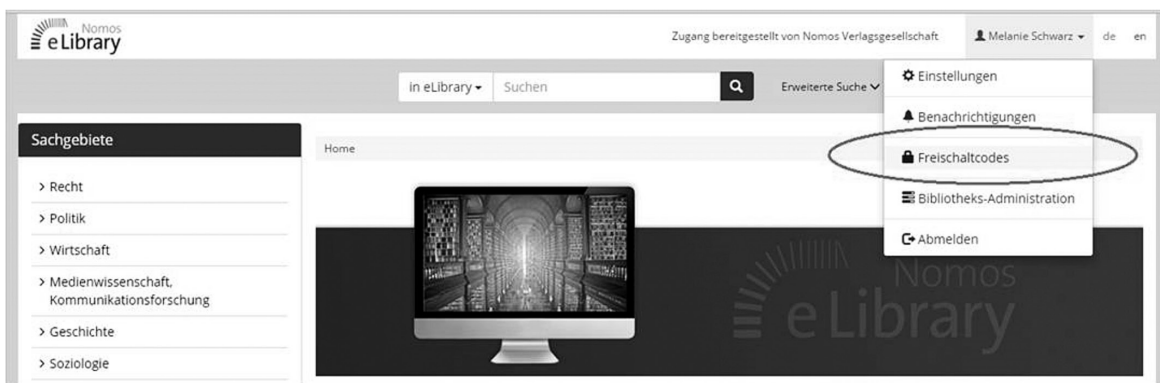 Nomos
eLibrary
Zugang bereitgestellt von Nomos Verlagsgesellschaft
Melanie Schwarz
de
en
in eLibrary
Suchen
Erweiterte Suche
Einstellungen
Benachrichtigungen
Freischaltcodes
Bibliotheks-Administration
Abmelden
Sachgebiete
> Recht
> Politik
> Wirtschaft
> Medienwissenschaft,
Kommunikationsforschung
> Geschichte
> Soziologie
Home
Nomos
eLibrary